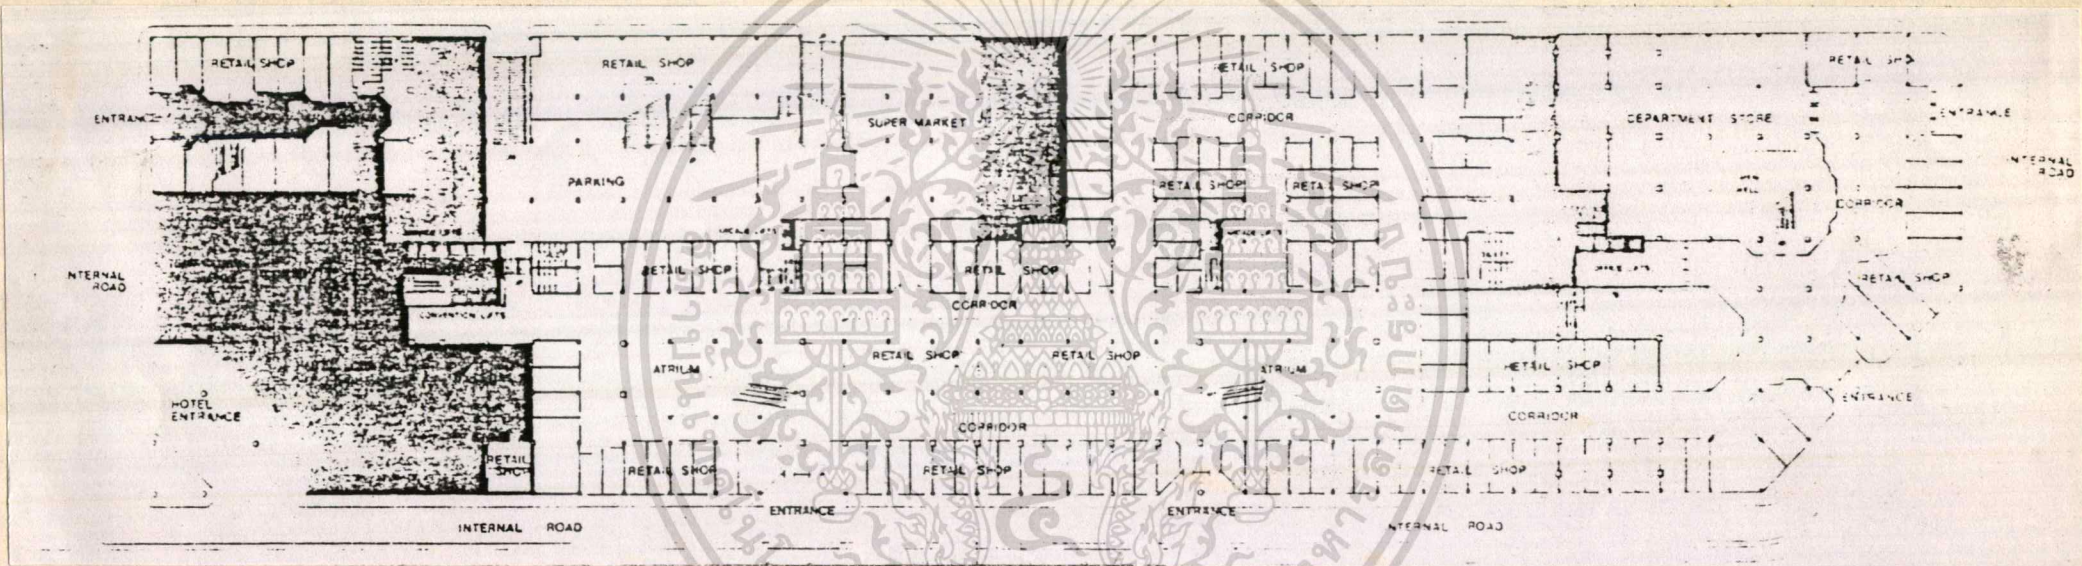 RETAIL SHOP
RETAIL SHOP
RETAIL SHOP
RETAIL SHOP
ENTRANCE
SUPER MARKET
CORRIDOR
DEPARTMENT STORE
ENTRANCE
INTERNAL
ROAD
PARKING
RETAIL SHOP
RETAIL SHOP
CORRIDOR
INTERNAL
ROAD
RETAIL SHOP
RETAIL SHOP
RETAIL SHOP
CORRIDOR
CONVENTION LIFTS
ATRIUM
RETAIL SHOP
RETAIL SHOP
ATRIUM
RETAIL SHOP
HOTEL
ENTRANCE
ENTRANCE
CORRIDOR
CORRIDOR
RETAIL
SHOP
RETAIL SHOP
RETAIL SHOP
RETAIL SHOP
ENTRANCE
ENTRANCE
INTERNAL ROAD
INTERNAL ROAD